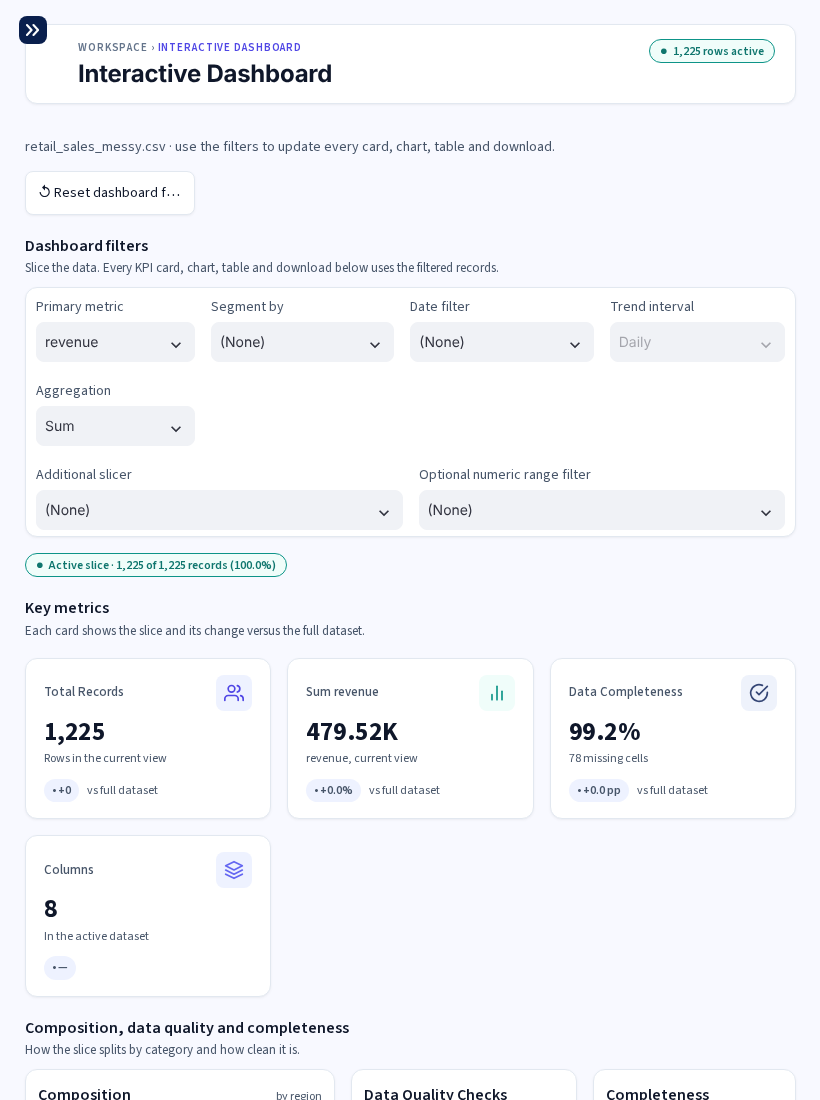 WORKSPACE › INTERACTIVE DASHBOARD
Interactive Dashboard
1,225 rows active
retail_sales_messy.csv · use the filters to update every card, chart, table and download.
Reset dashboard f…
Dashboard filters
Slice the data. Every KPI card, chart, table and download below uses the filtered records.
Primary metric
Segment by
Date filter
Trend interval
revenue
(None)
(None)
Daily
Aggregation
Sum
Additional slicer
Optional numeric range filter
(None)
(None)
Active slice · 1,225 of 1,225 records (100.0%)
Key metrics
Each card shows the slice and its change versus the full dataset.
Total Records
1,225
Rows in the current view
• +0 vs full dataset
Sum revenue
479.52K
revenue, current view
• +0.0% vs full dataset
Data Completeness
99.2%
78 missing cells
• +0.0 pp vs full dataset
Columns
8
In the active dataset
• —
Composition, data quality and completeness
How the slice splits by category and how clean it is.
Composition
by region
Data Quality Checks
Completeness